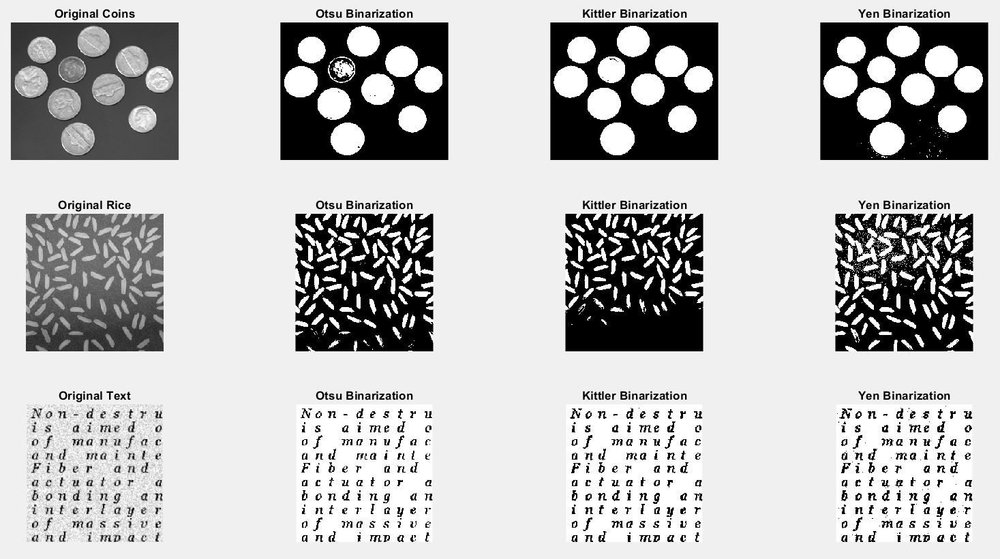 Original Coins
Otsu Binarization
Kittler Binarization
Yen Binarization
Original Rice
Otsu Binarization
Kittler Binarization
Yen Binarization
Original Text
Otsu Binarization
Kittler Binarization
Yen Binarization
Non-destru
is aimed o
of manufac
and mainte
Fiber and
actuator a
bonding an
interlayer
of massive
and impact
Non-destru
is aimed o
of manufac
and mainte
Fiber and
actuator a
bonding an
interlayer
of massive
and impact
Non-destru
is aimed o
of manufac
and mainte
Fiber and
actuator a
bonding an
interlayer
of massive
and impact
Non-destru
is aimed o
of manufac
and mainte
Fiber and
actuator a
bonding an
interlayer
of massive
and impact